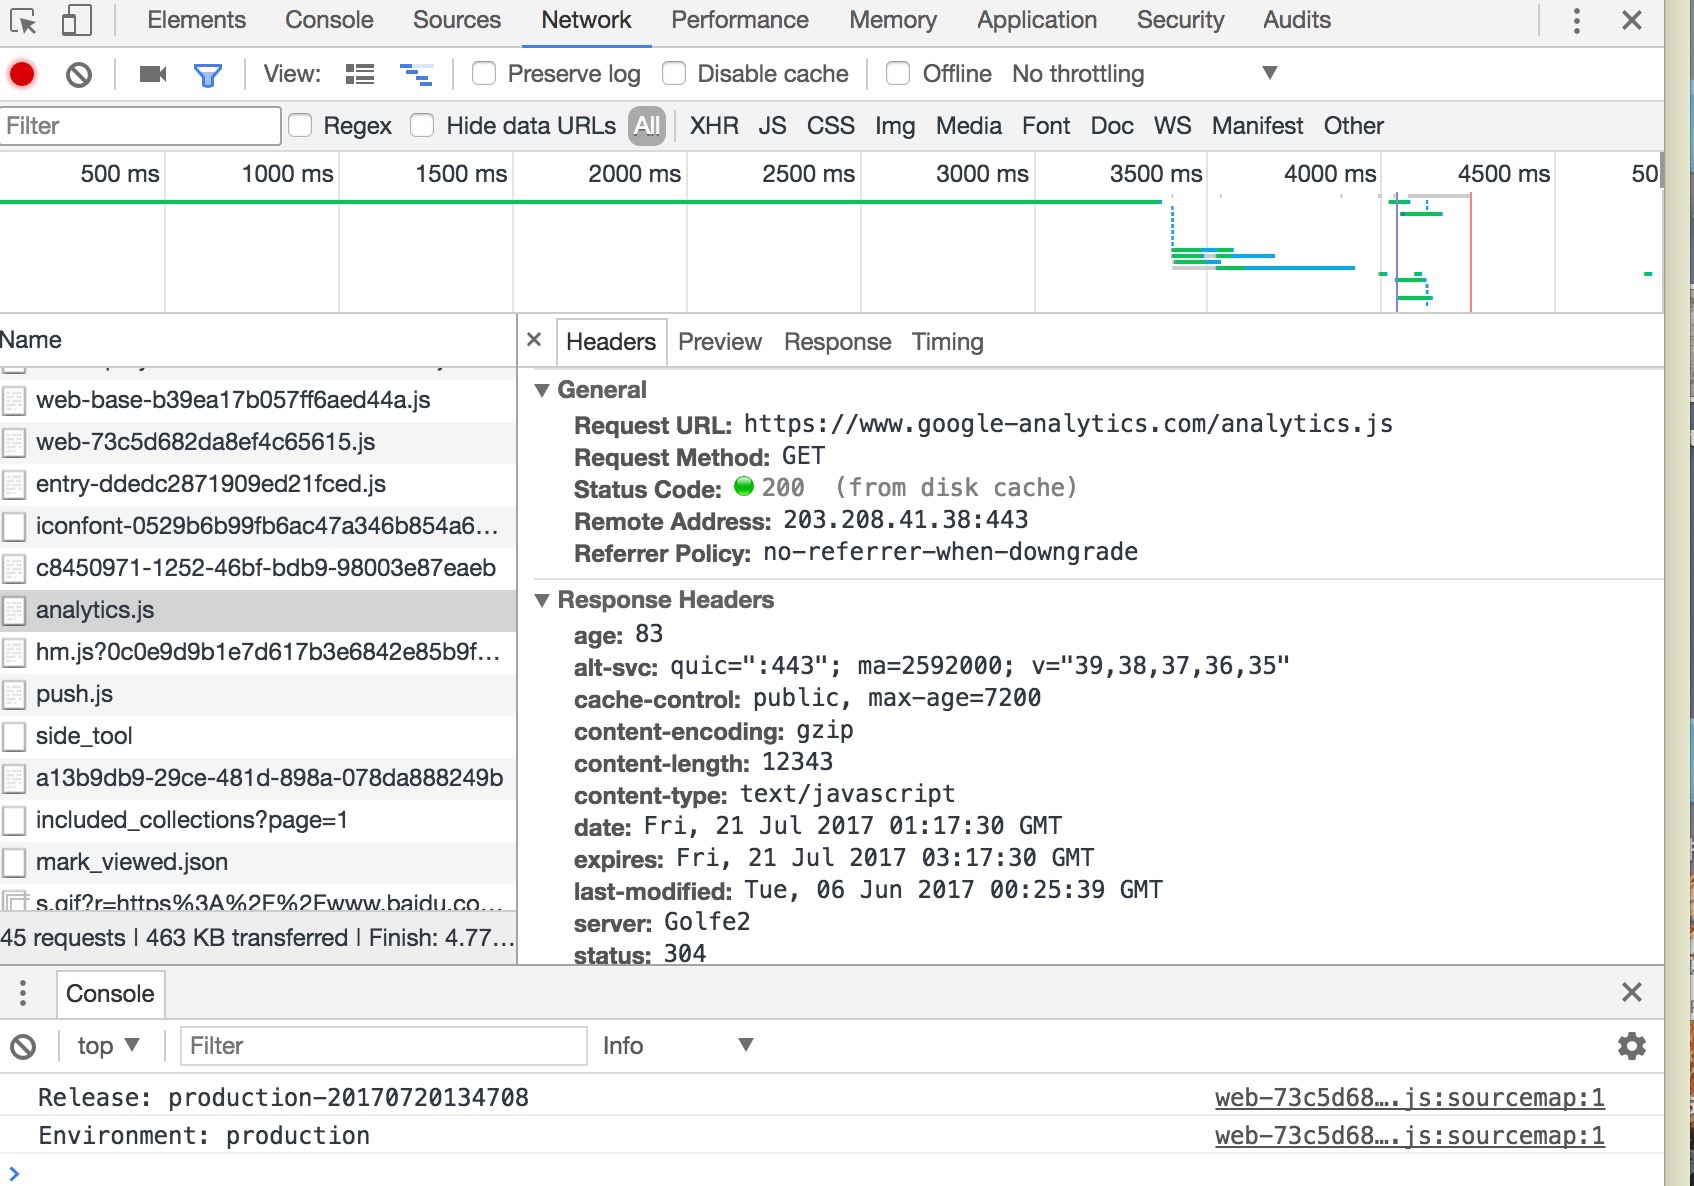 Elements Console Sources Network Performance Memory Application Security Audits
View: Preserve log Disable cache Offline No throttling
Filter Regex Hide data URLs All XHR JS CSS Img Media Font Doc WS Manifest Other
500 ms 1000 ms 1500 ms 2000 ms 2500 ms 3000 ms 3500 ms 4000 ms 4500 ms 50
Name
web-base-b39ea17b057ff6aed44a.js
web-73c5d682da8ef4c65615.js
entry-ddedc2871909ed21fced.js
iconfont-0529b6b99fb6ac47a346b854a6...
c8450971-1252-46bf-bdb9-98003e87eaeb
analytics.js
hm.js?0c0e9d9b1e7d617b3e6842e85b9f...
push.js
side_tool
a13b9db9-29ce-481d-898a-078da888249b
included_collections?page=1
mark_viewed.json
s.gif?r=https%3A%2F%2Fwww.baidu.co...
45 requests | 463 KB transferred | Finish: 4.77...
Headers Preview Response Timing
General
Request URL: https://www.google-analytics.com/analytics.js
Request Method: GET
Status Code: 200 (from disk cache)
Remote Address: 203.208.41.38:443
Referrer Policy: no-referrer-when-downgrade
Response Headers
age: 83
alt-svc: quic=":443"; ma=2592000; v="39,38,37,36,35"
cache-control: public, max-age=7200
content-encoding: gzip
content-length: 12343
content-type: text/javascript
date: Fri, 21 Jul 2017 01:17:30 GMT
expires: Fri, 21 Jul 2017 03:17:30 GMT
last-modified: Tue, 06 Jun 2017 00:25:39 GMT
server: Golfe2
status: 304
Console
top Filter Info
Release: production-20170720134708 web-73c5d68….js:sourcemap:1
Environment: production web-73c5d68….js:sourcemap:1